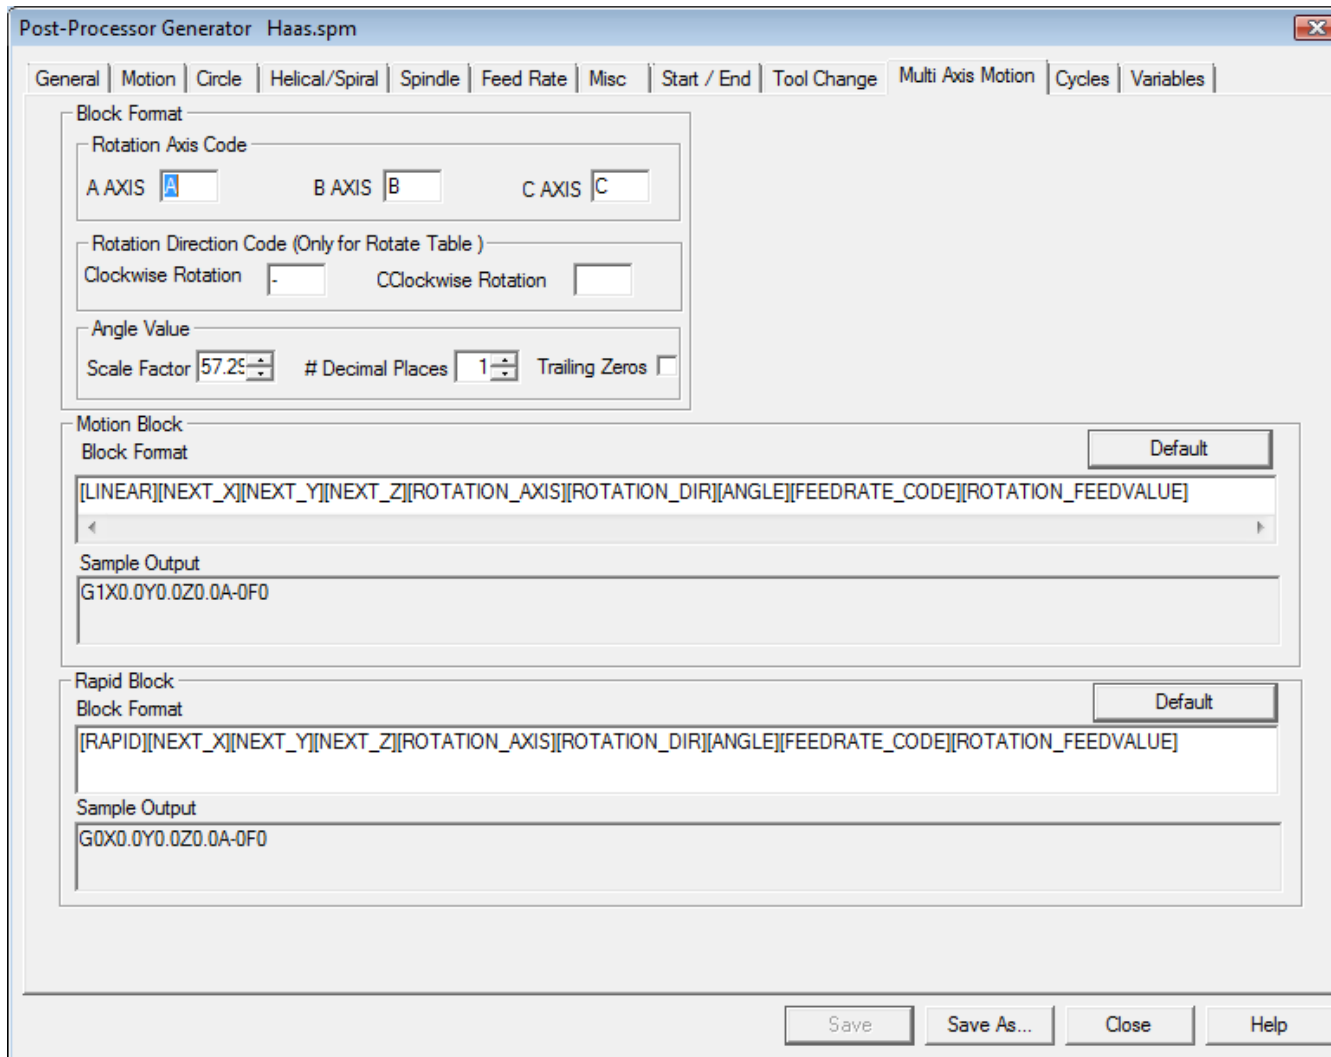 Post-Processor Generator Haas.spm
General Motion Circle Helical/Spiral Spindle Feed Rate Misc Start / End Tool Change Multi Axis Motion Cycles Variables
Block Format
Rotation Axis Code
A AXIS A B AXIS B C AXIS C
Rotation Direction Code (Only for Rotate Table )
Clockwise Rotation - CClockwise Rotation
Angle Value
Scale Factor 57.29 # Decimal Places 1 Trailing Zeros
Motion Block
Block Format Default
[LINEAR][NEXT_X][NEXT_Y][NEXT_Z][ROTATION_AXIS][ROTATION_DIR][ANGLE][FEEDRATE_CODE][ROTATION_FEEDVALUE]
Sample Output
G1X0.0Y0.0Z0.0A-0F0
Rapid Block
Block Format Default
[RAPID][NEXT_X][NEXT_Y][NEXT_Z][ROTATION_AXIS][ROTATION_DIR][ANGLE][FEEDRATE_CODE][ROTATION_FEEDVALUE]
Sample Output
G0X0.0Y0.0Z0.0A-0F0
Save Save As... Close Help